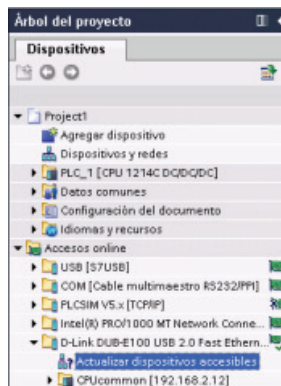 Árbol del proyecto
Dispositivos
Project1
Agregar dispositivo
Dispositivos y redes
PLC_1 [CPU 1214C DC/DC/DC]
Datos comunes
Configuración del documento
Idiomas y recursos
Accesos online
USB [S7USB]
COM [Cable multimaestro RS232/PPI]
PLCSIM V5.x [TCP/IP]
Intel(R) PRO/1000 MT Network Conne...
D-Link DUB-E100 USB 2.0 Fast Ethern...
Actualizar dispositivos accesibles
CPUcommon [192.168.2.12]